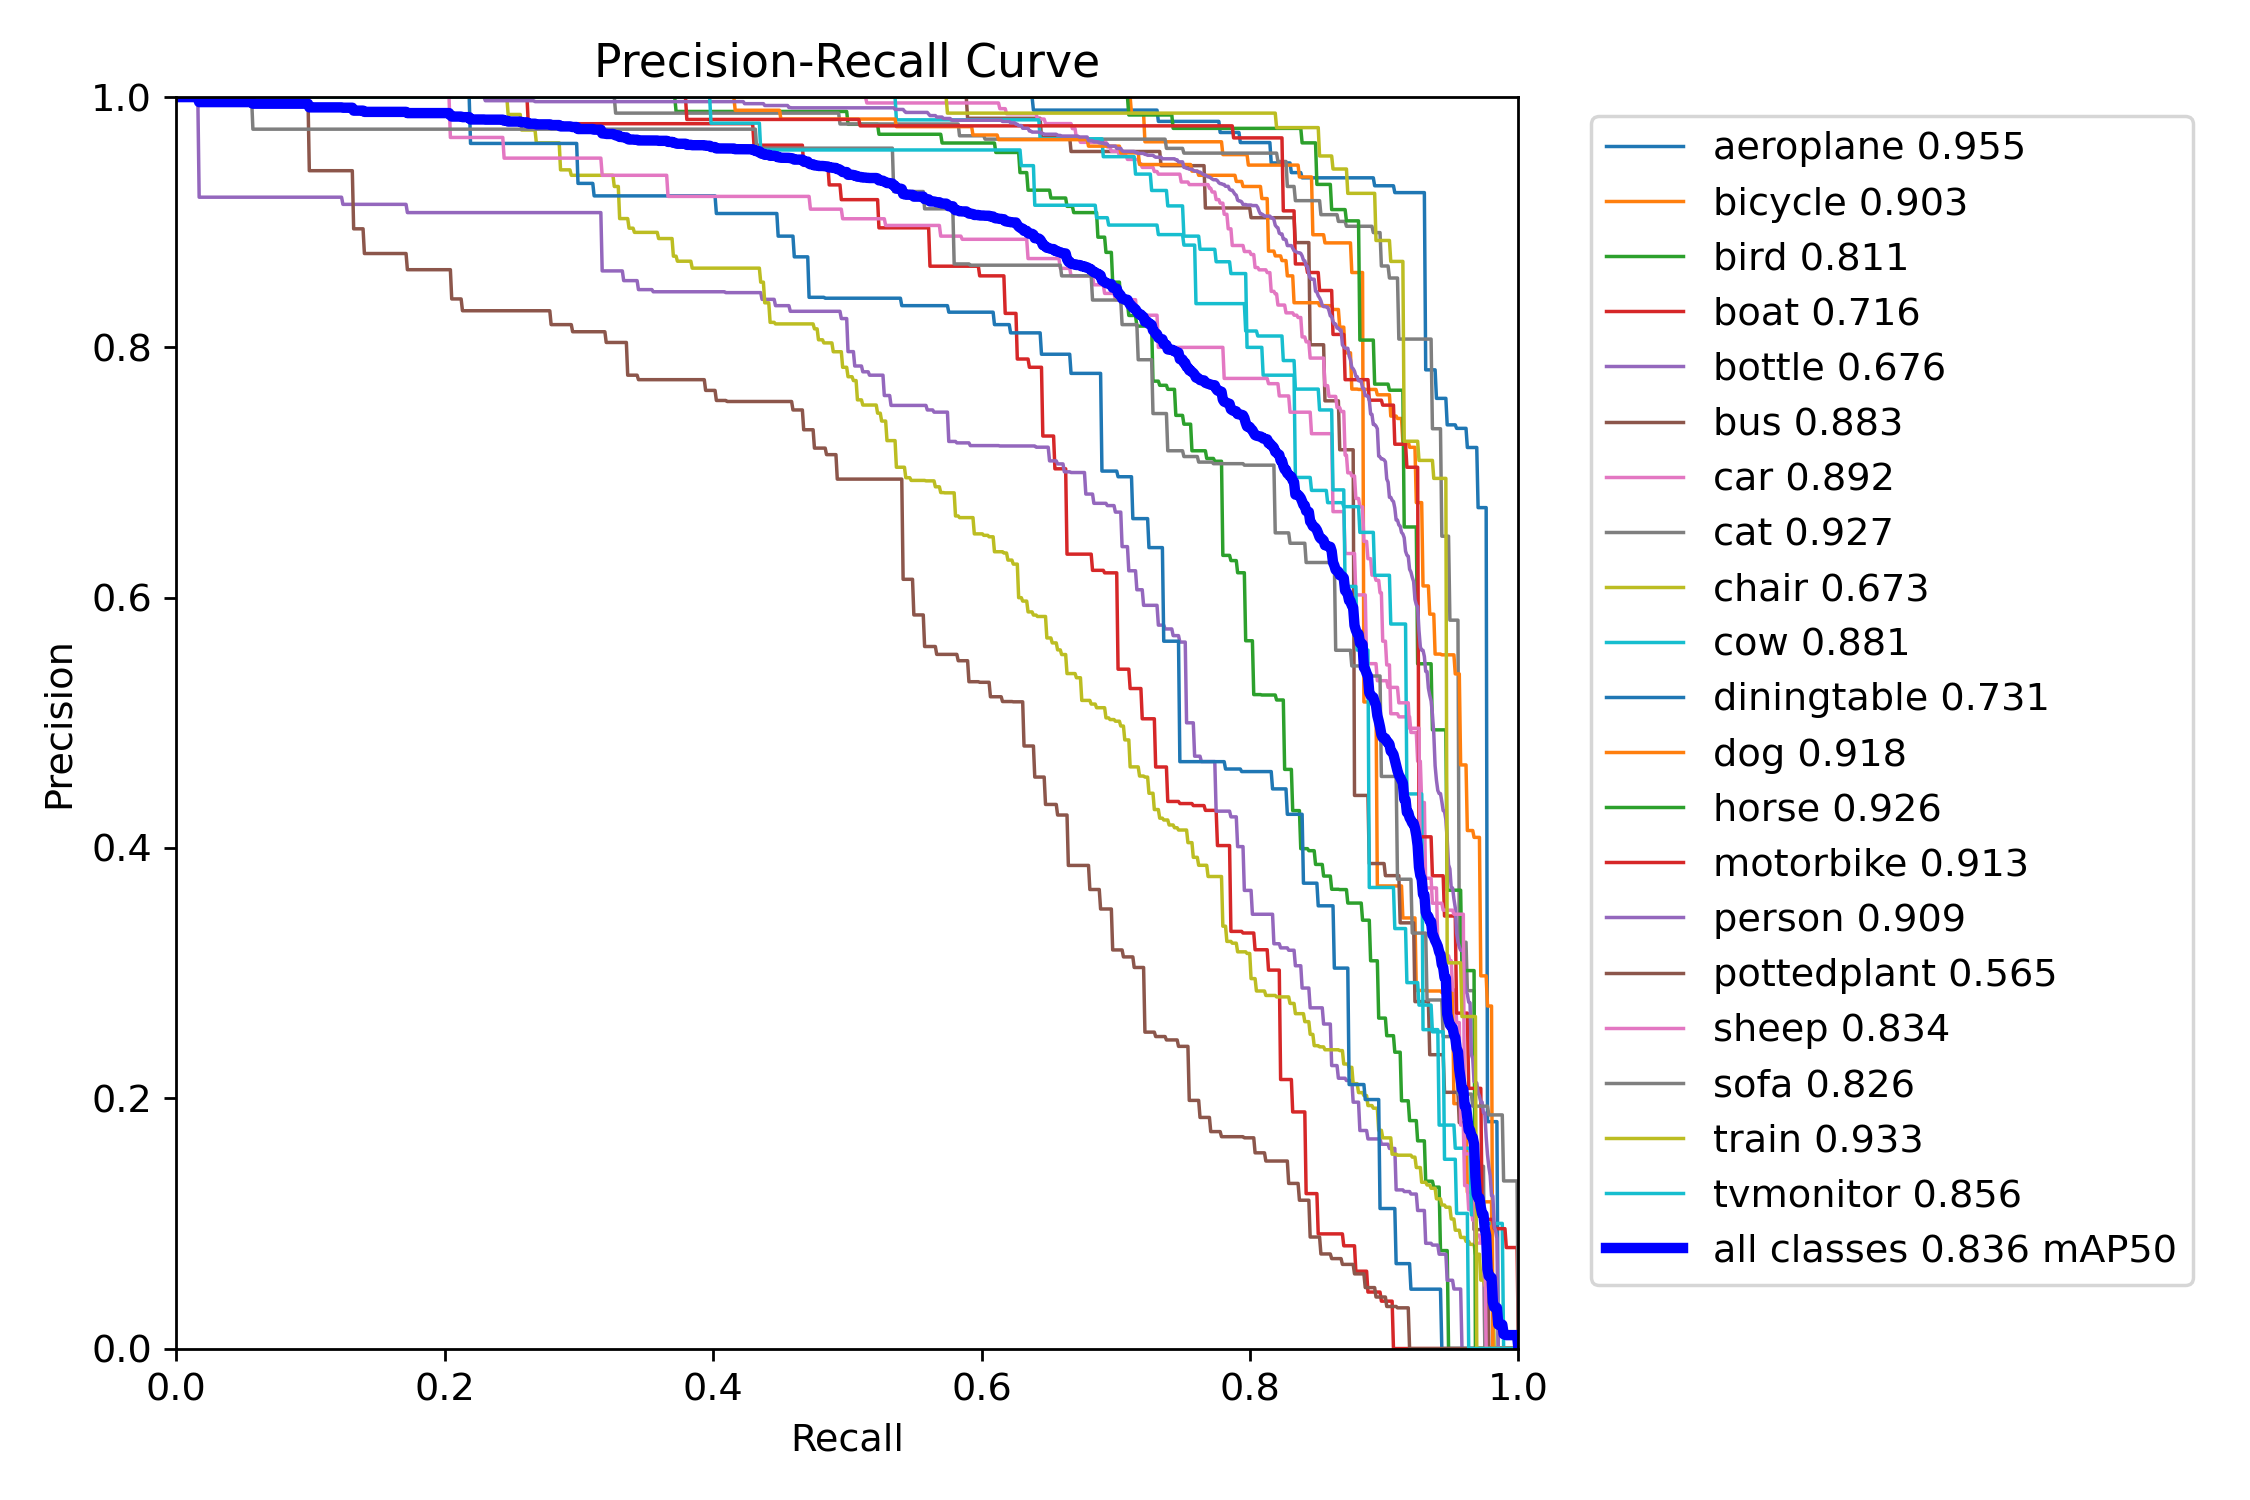 Precision-Recall Curve
1.0
0.8
0.6
0.4
0.2
0.0
Precision
0.0 0.2 0.4 0.6 0.8 1.0
Recall
aeroplane 0.955
bicycle 0.903
bird 0.811
boat 0.716
bottle 0.676
bus 0.883
car 0.892
cat 0.927
chair 0.673
cow 0.881
diningtable 0.731
dog 0.918
horse 0.926
motorbike 0.913
person 0.909
pottedplant 0.565
sheep 0.834
sofa 0.826
train 0.933
tvmonitor 0.856
all classes 0.836 mAP50